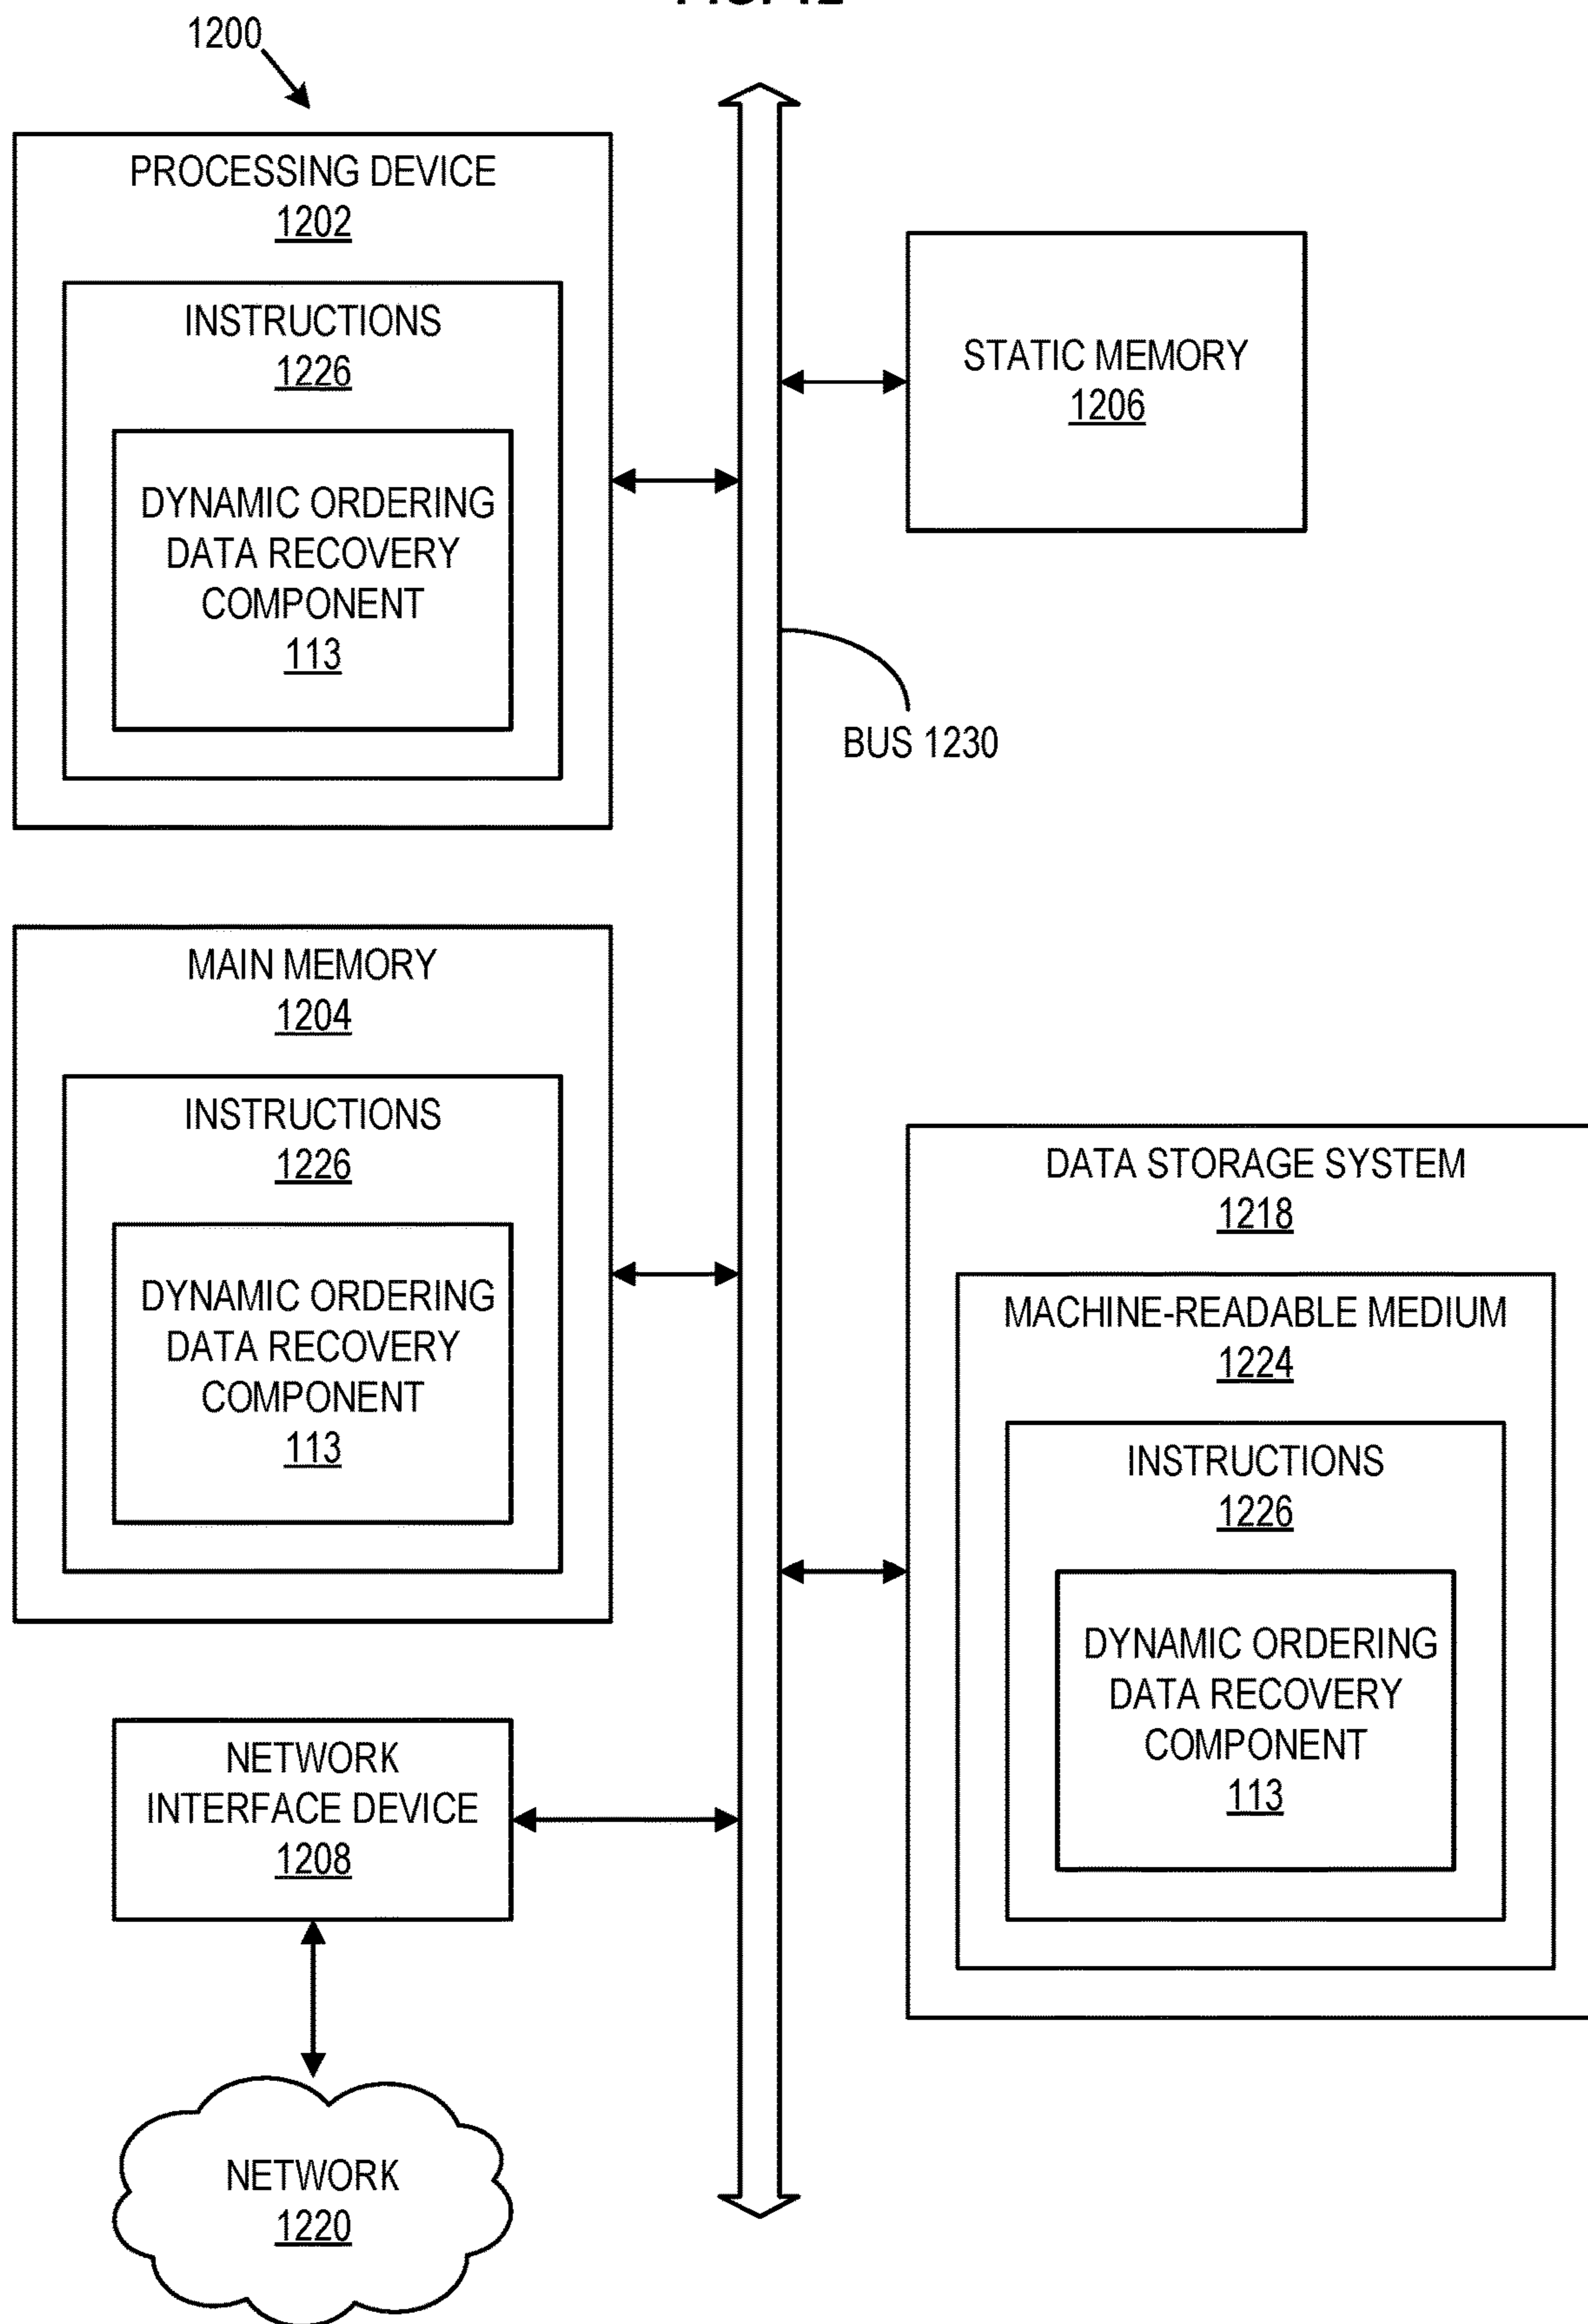 1200
PROCESSING DEVICE
1202
INSTRUCTIONS
1226
DYNAMIC ORDERING
DATA RECOVERY
COMPONENT
113
STATIC MEMORY
1206
BUS 1230
MAIN MEMORY
1204
INSTRUCTIONS
1226
DYNAMIC ORDERING
DATA RECOVERY
COMPONENT
113
DATA STORAGE SYSTEM
1218
MACHINE-READABLE MEDIUM
1224
INSTRUCTIONS
1226
DYNAMIC ORDERING
DATA RECOVERY
COMPONENT
113
NETWORK
INTERFACE DEVICE
1208
NETWORK
1220